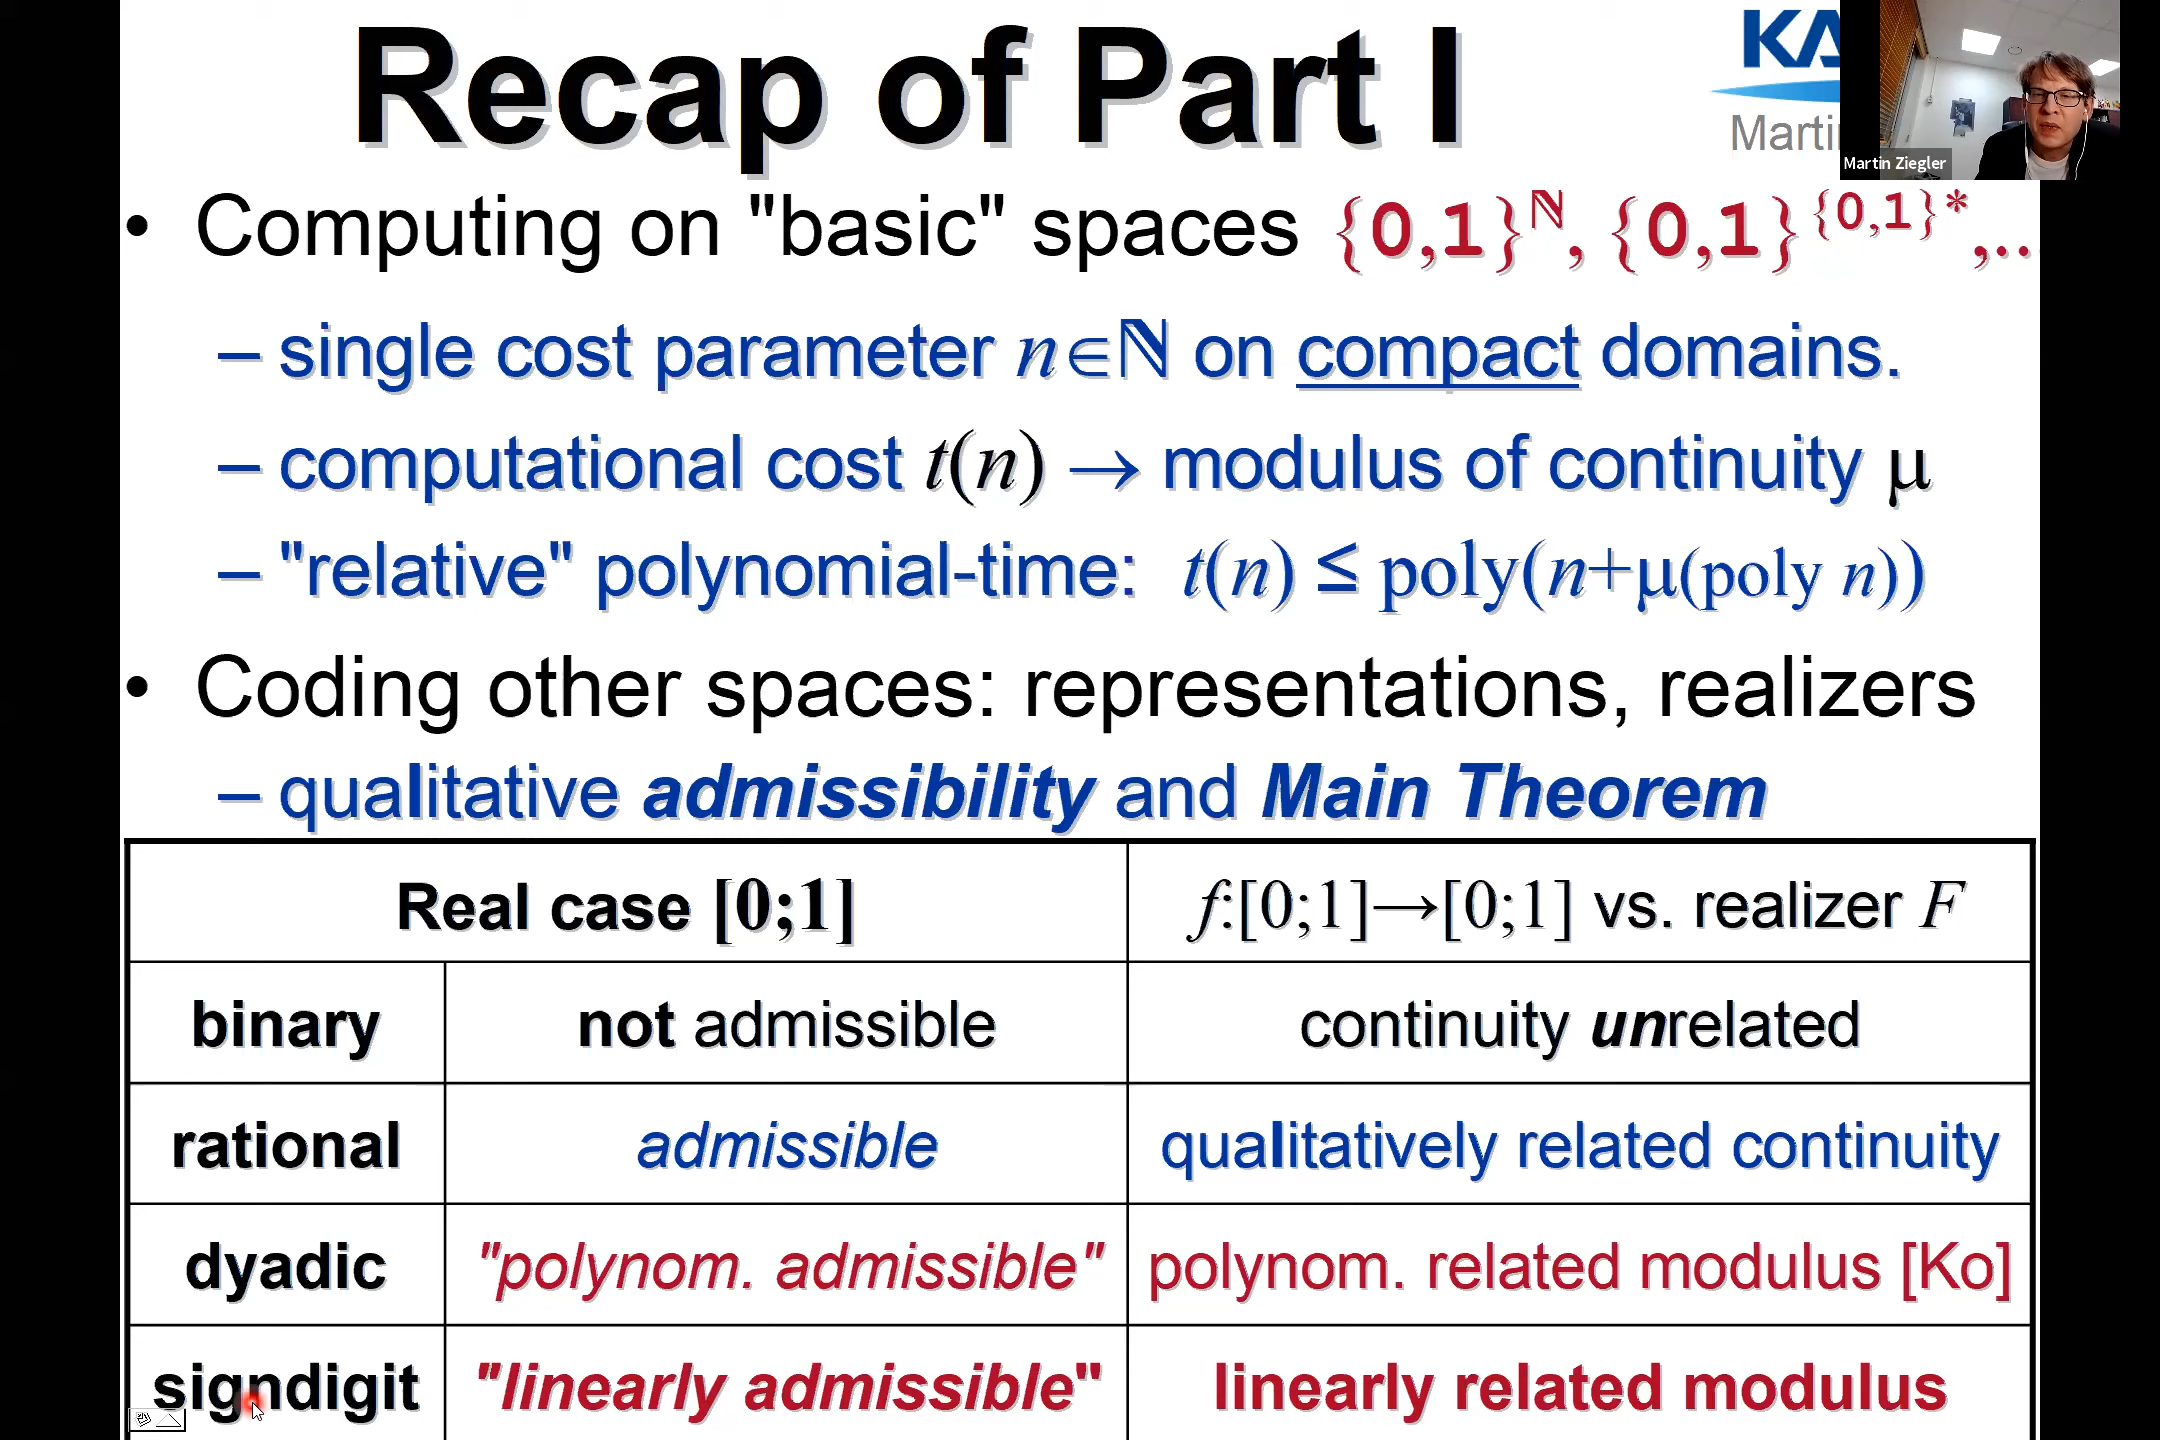 Recap of Part I
KA
Marti
Martin Ziegler
• Computing on "basic" spaces {0,1}^ℕ, {0,1}^{0,1}*,..
– single cost parameter n∈ℕ on compact domains.
– computational cost t(n) → modulus of continuity μ
– "relative" polynomial-time: t(n) ≤ poly(n+μ(poly n))
• Coding other spaces: representations, realizers
– qualitative admissibility and Main Theorem
Real case [0;1] f:[0;1]→[0;1] vs. realizer F
binary not admissible continuity unrelated
rational admissible qualitatively related continuity
dyadic "polynom. admissible" polynom. related modulus [Ko]
signdigit "linearly admissible" linearly related modulus